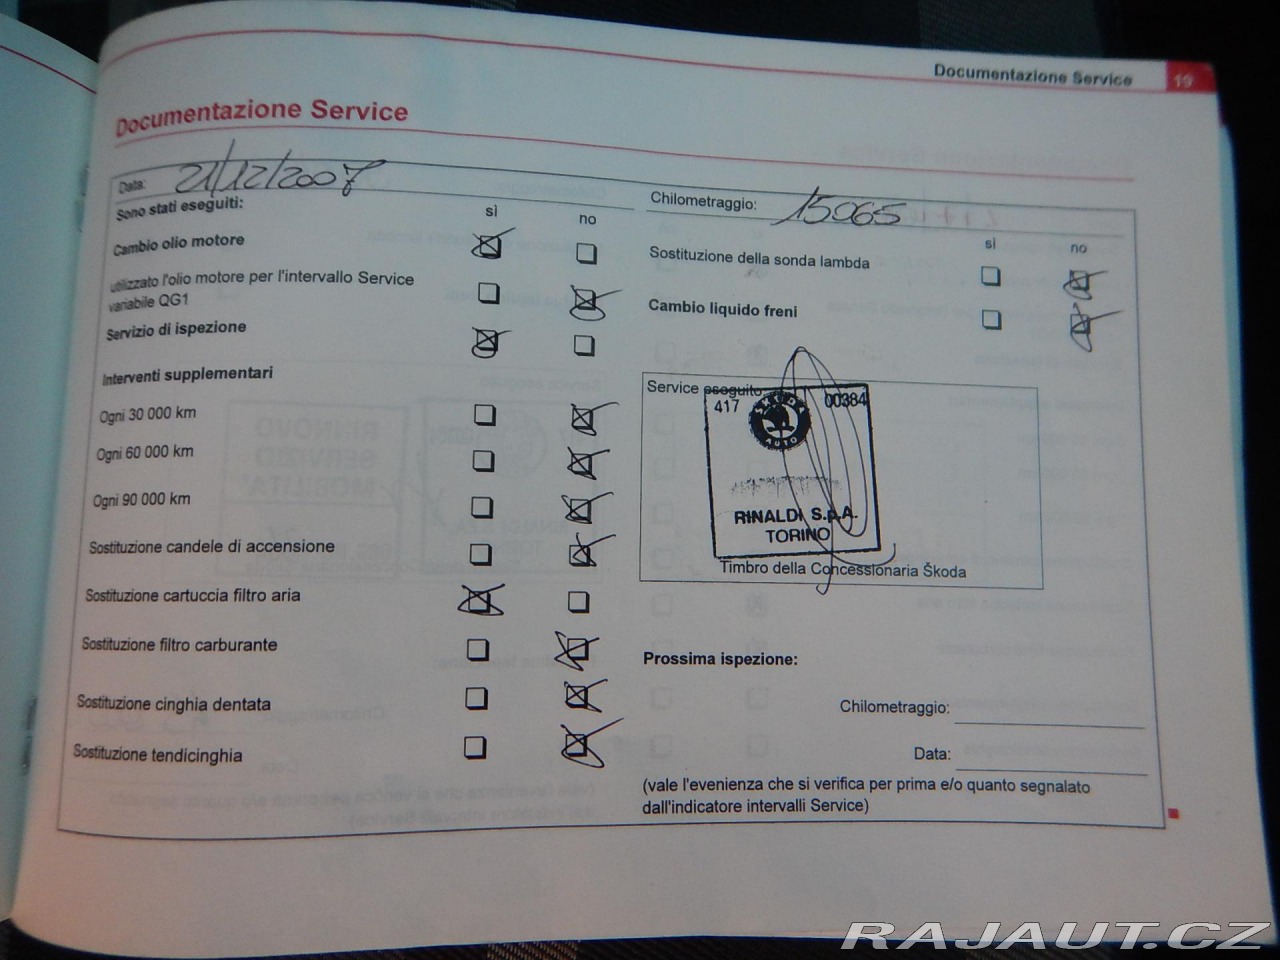 Documentazione Service 19
Documentazione Service
Data: 21/12/2007
Sono stati eseguiti:
sì no
Cambio olio motore
utilizzato l'olio motore per l'intervallo Service
variabile QG1
Servizio di ispezione
Interventi supplementari
Ogni 30 000 km
Ogni 60 000 km
Ogni 90 000 km
Sostituzione candele di accensione
Sostituzione cartuccia filtro aria
Sostituzione filtro carburante
Sostituzione cinghia dentata
Sostituzione tendicinghia
Chilometraggio: 15065
sì no
Sostituzione della sonda lambda
Cambio liquido freni
Service eseguito
417 00384
ŠKODA
AUTO
RINALDI S.p.A.
TORINO
Timbro della Concessionaria Škoda
Prossima ispezione:
Chilometraggio:
Data:
(vale l'evenienza che si verifica per prima e/o quanto segnalato
dall'indicatore intervalli Service)
RAJAUT.CZ